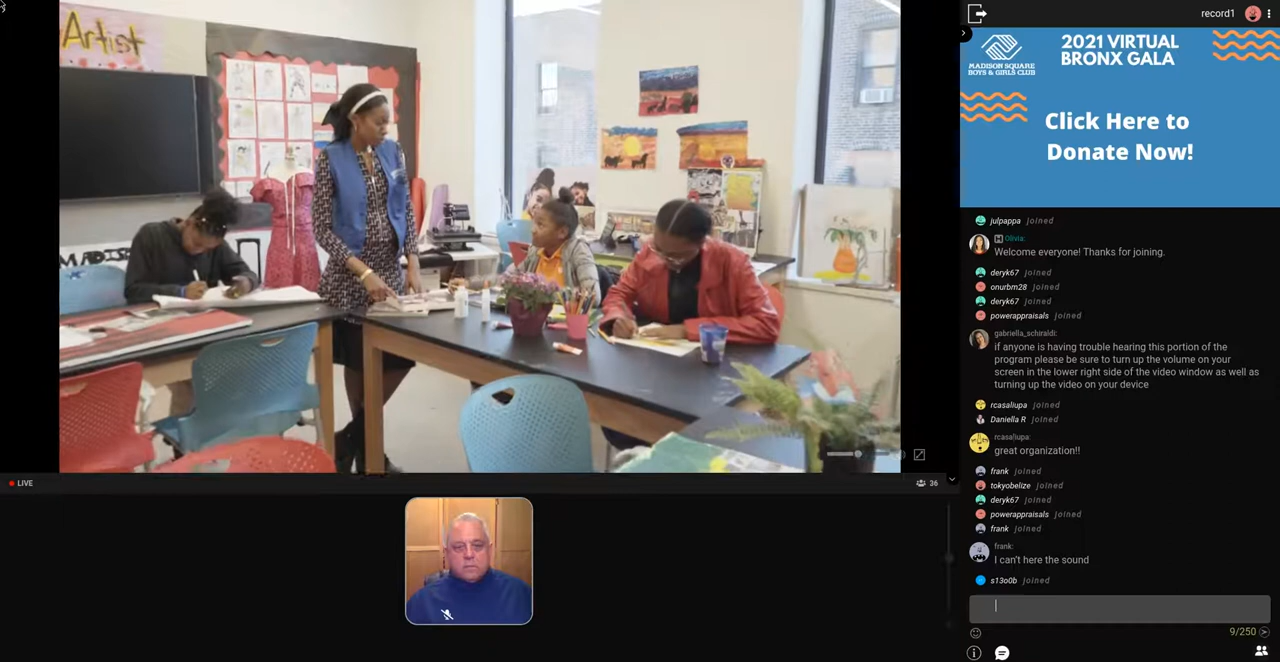 Artist
MADIS
LIVE
36
record1
MADISON SQUARE
BOYS & GIRLS CLUB
2021 VIRTUAL
BRONX GALA
Click Here to
Donate Now!
julpappa joined
Olivia:
Welcome everyone! Thanks for joining.
deryk67 joined
onurbm28 joined
deryk67 joined
powerappraisals joined
gabriella_schiraldi:
if anyone is having trouble hearing this portion of the
program please be sure to turn up the volume on your
screen in the lower right side of the video window as well as
turning up the video on your device
rcasaliupa joined
Daniella R joined
rcasaliupa:
great organization!!
frank joined
tokyobelize joined
deryk67 joined
powerappraisals joined
frank joined
frank:
I can't here the sound
s13o0b joined
9/250